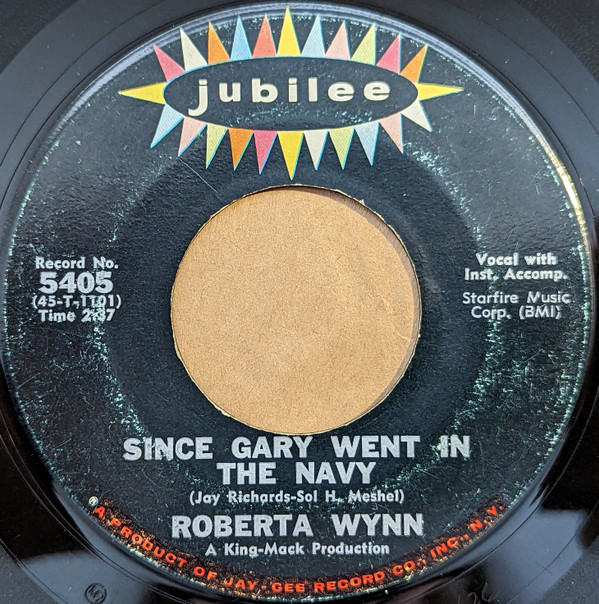 jubilee
Record No.
5405
(45-T-1101)
Time 2:37
Vocal with
Inst. Accomp.
Starfire Music
Corp. (BMI)
SINCE GARY WENT IN
THE NAVY
(Jay Richards-Sol H. Meshel)
ROBERTA WYNN
A King-Mack Production
®A PRODUCT OF JAY-GEE RECORD CO., INC., N.Y.